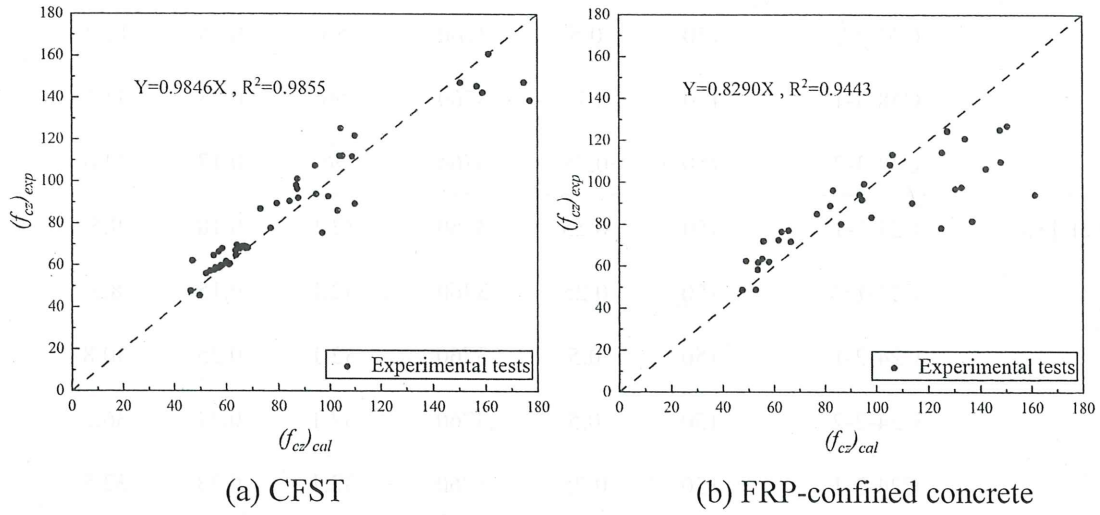 180
160
140
120
100
80
60
40
20
0
(f_cz)_exp
Y=0.9846X , R²=0.9855
Experimental tests
0 20 40 60 80 100 120 140 160 180
(f_cz)_cal
(a) CFST
180
160
140
120
100
80
60
40
20
0
(f_cz)_exp
Y=0.8290X , R²=0.9443
Experimental tests
0 20 40 60 80 100 120 140 160 180
(f_cz)_cal
(b) FRP-confined concrete